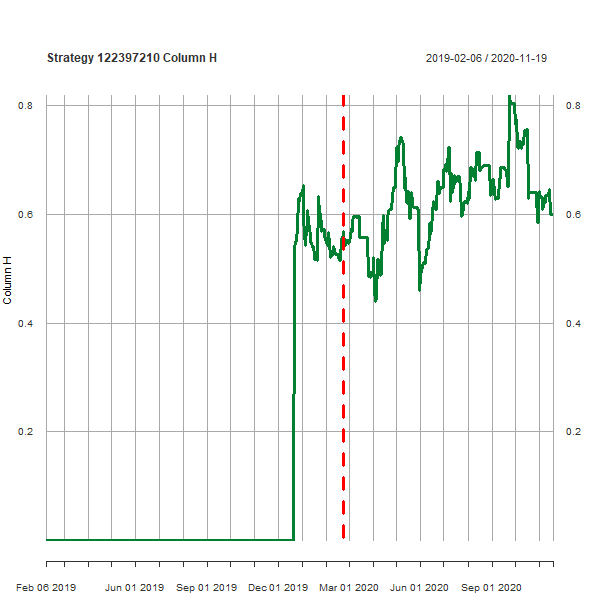 Strategy 122397210 Column H
2019-02-06 / 2020-11-19
0.8
0.8
0.6
0.6
Column H
0.4
0.4
0.2
0.2
Feb 06 2019
Jun 01 2019
Sep 01 2019
Dec 01 2019
Mar 01 2020
Jun 01 2020
Sep 01 2020